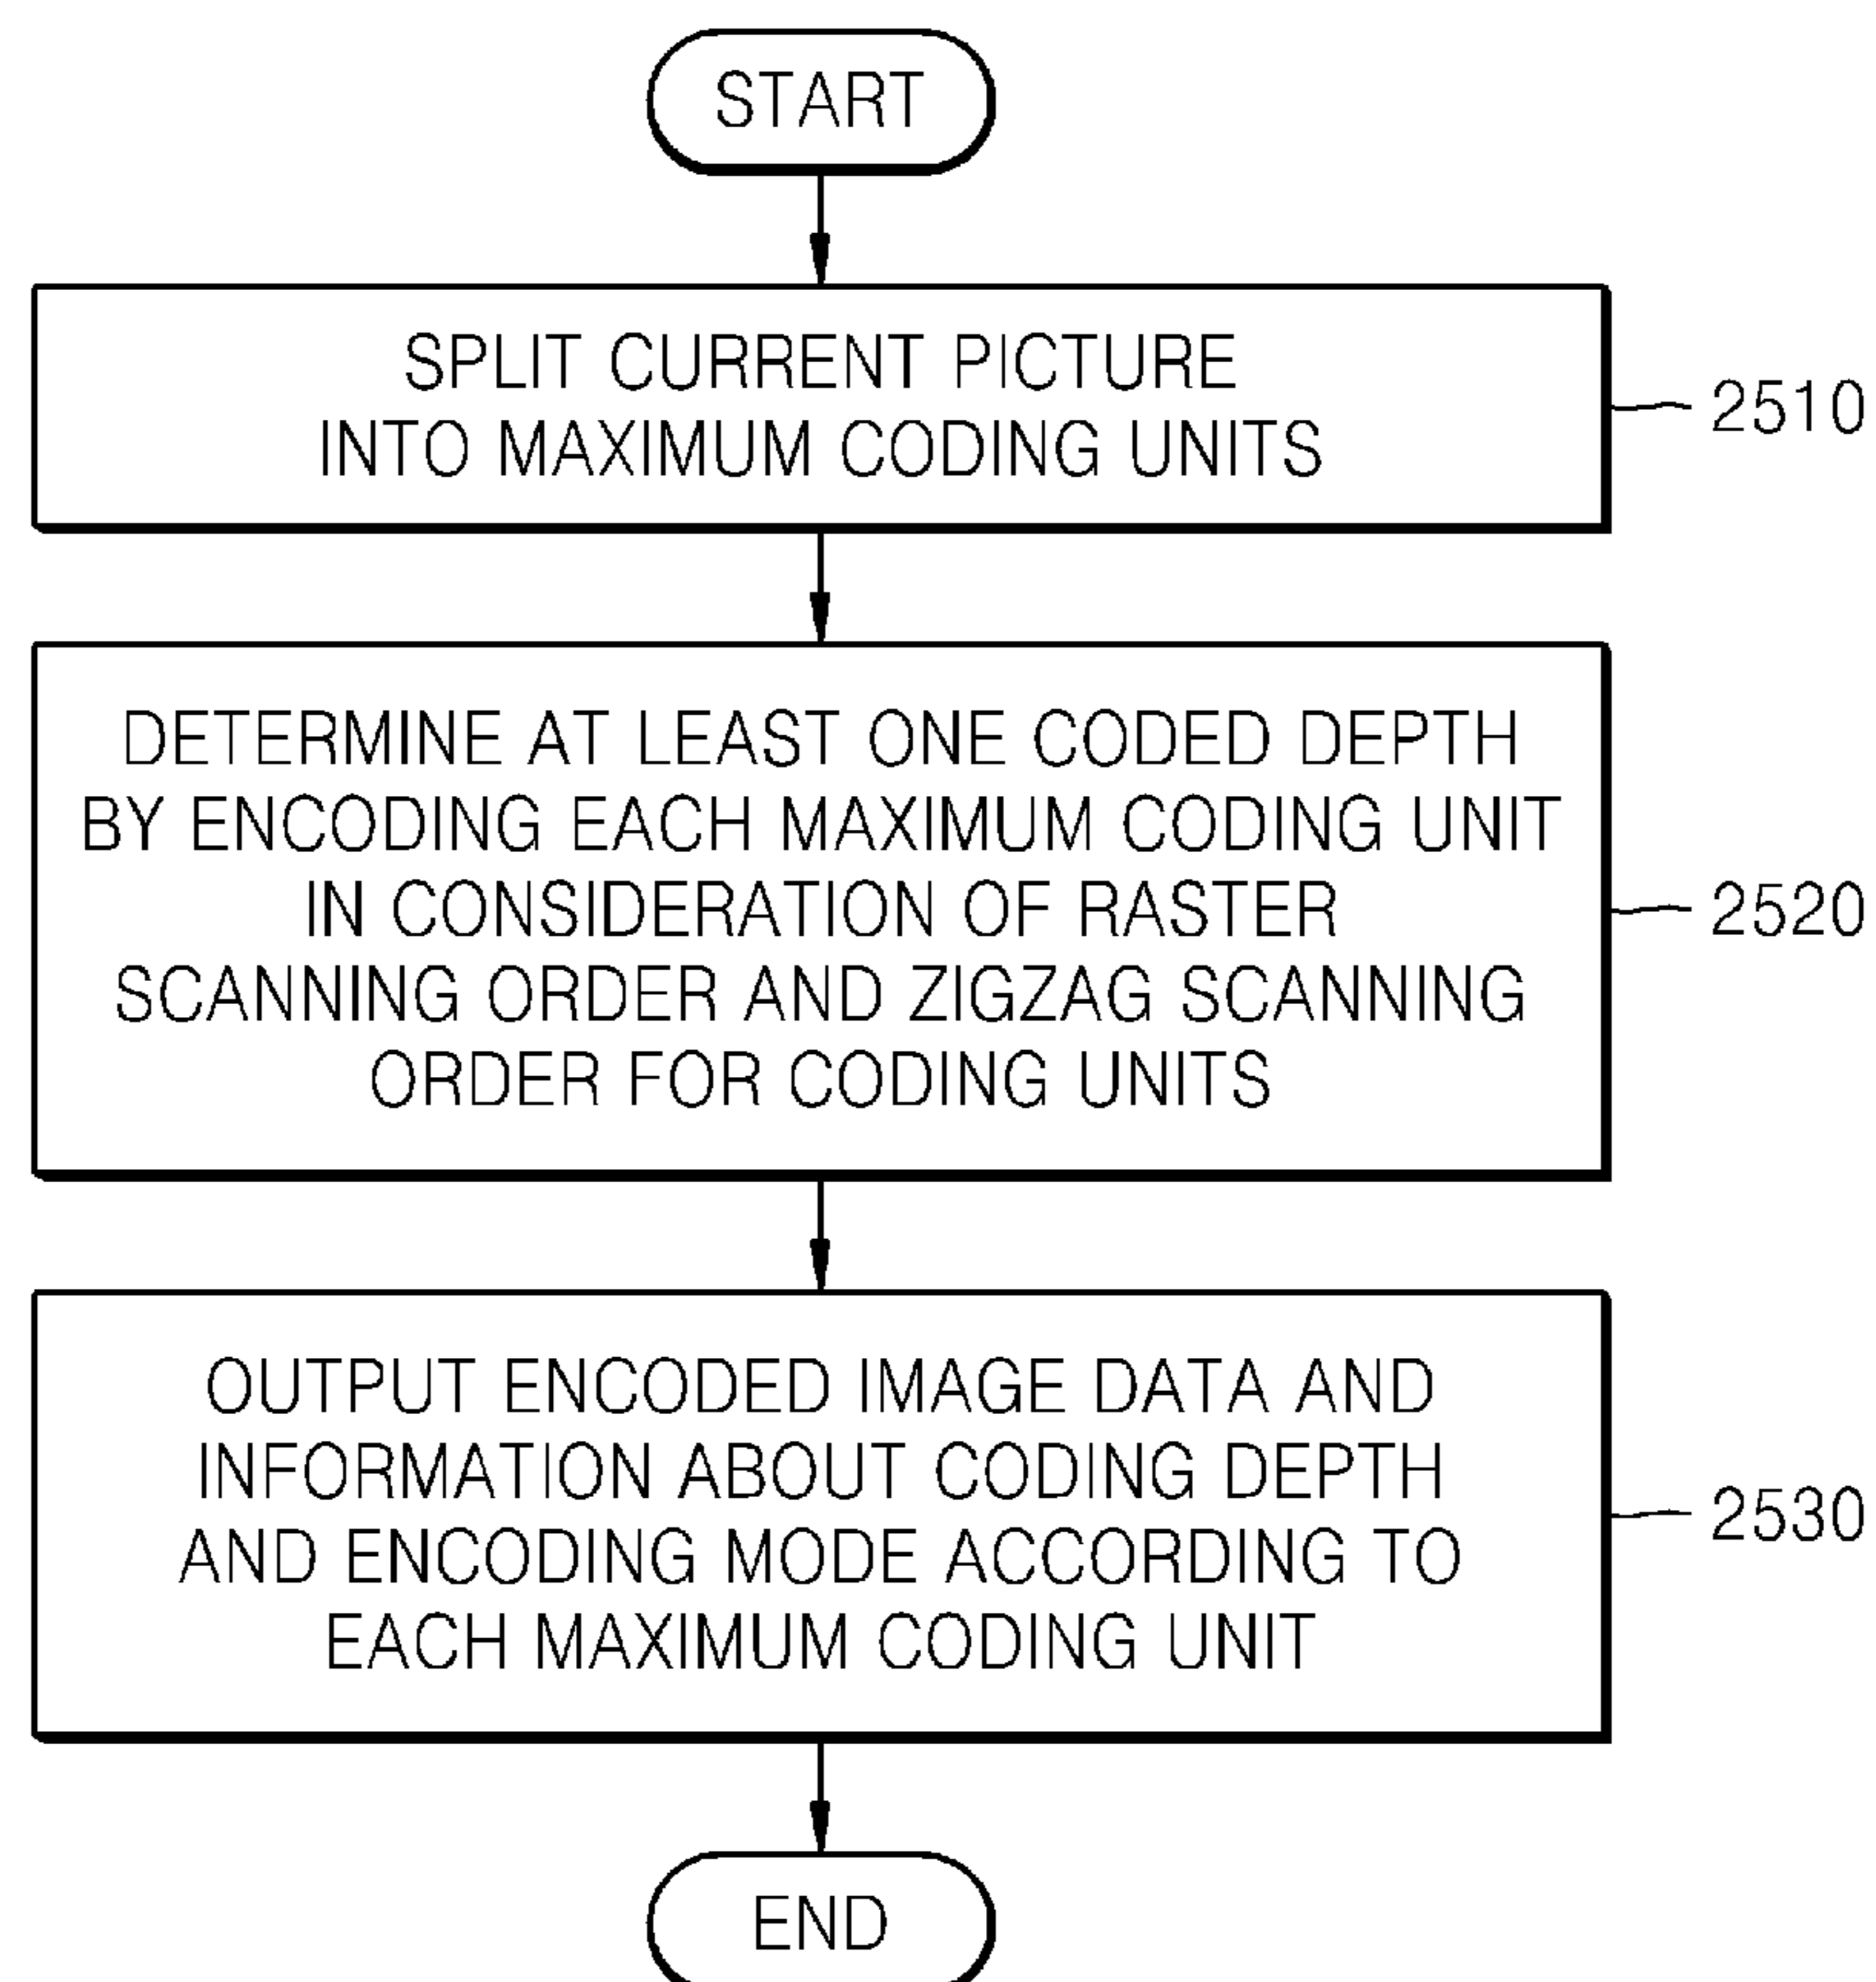 START
SPLIT CURRENT PICTURE
INTO MAXIMUM CODING UNITS
2510
DETERMINE AT LEAST ONE CODED DEPTH
BY ENCODING EACH MAXIMUM CODING UNIT
IN CONSIDERATION OF RASTER
SCANNING ORDER AND ZIGZAG SCANNING
ORDER FOR CODING UNITS
2520
OUTPUT ENCODED IMAGE DATA AND
INFORMATION ABOUT CODING DEPTH
AND ENCODING MODE ACCORDING TO
EACH MAXIMUM CODING UNIT
2530
END